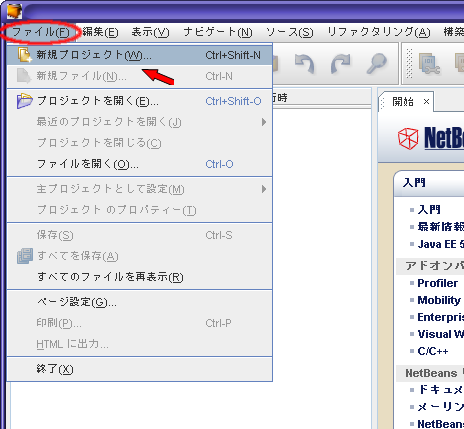 ファイル(F) 編集(E) 表示(V) ナビゲート(N) ソース(S) リファクタリング(A) 構築
新規プロジェクト(W)... Ctrl+Shift-N
新規ファイル(N)... Ctrl-N
プロジェクトを開く(E)... Ctrl+Shift-O
最近のプロジェクトを開く(J)
プロジェクトを閉じる(C)
ファイルを開く(O)... Ctrl-O
主プロジェクトとして設定(M)
プロジェクト のプロパティー(T)
保存(S) Ctrl-S
すべてを保存(A)
すべてのファイルを再表示(R)
ページ設定(G)...
印刷(P)... Ctrl-P
HTML に出力...
終了(X)
行時
開始 ×
NetB
入門
入門
最新情報
Java EE 5
アドオン
Profiler
Mobility
Enterpris
Visual W
C/C++
NetBeans
ドキュメ
メーリン
NetBean